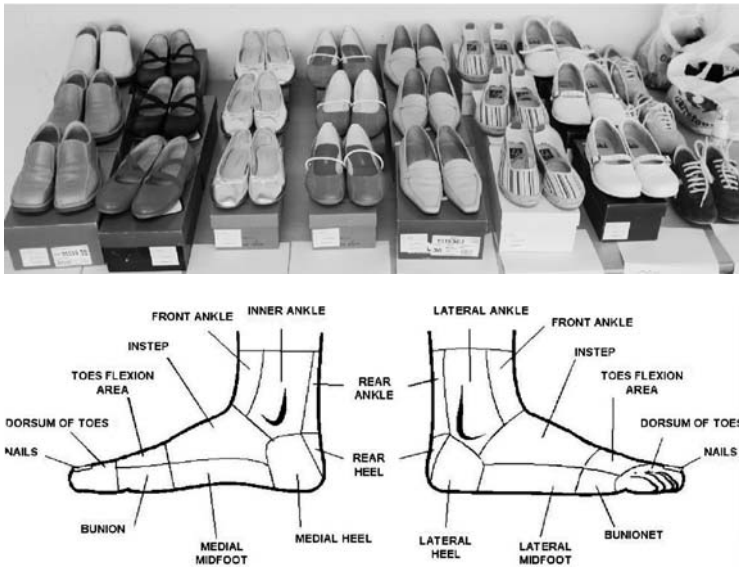 FRONT ANKLE
INNER ANKLE
LATERAL ANKLE
FRONT ANKLE
INSTEP
INSTEP
TOES FLEXION
AREA
REAR
ANKLE
TOES FLEXION
AREA
DORSUM OF TOES
DORSUM OF TOES
NAILS
REAR
HEEL
NAILS
BUNION
MEDIAL
MIDFOOT
MEDIAL HEEL
LATERAL
HEEL
LATERAL
MIDFOOT
BUNIONET